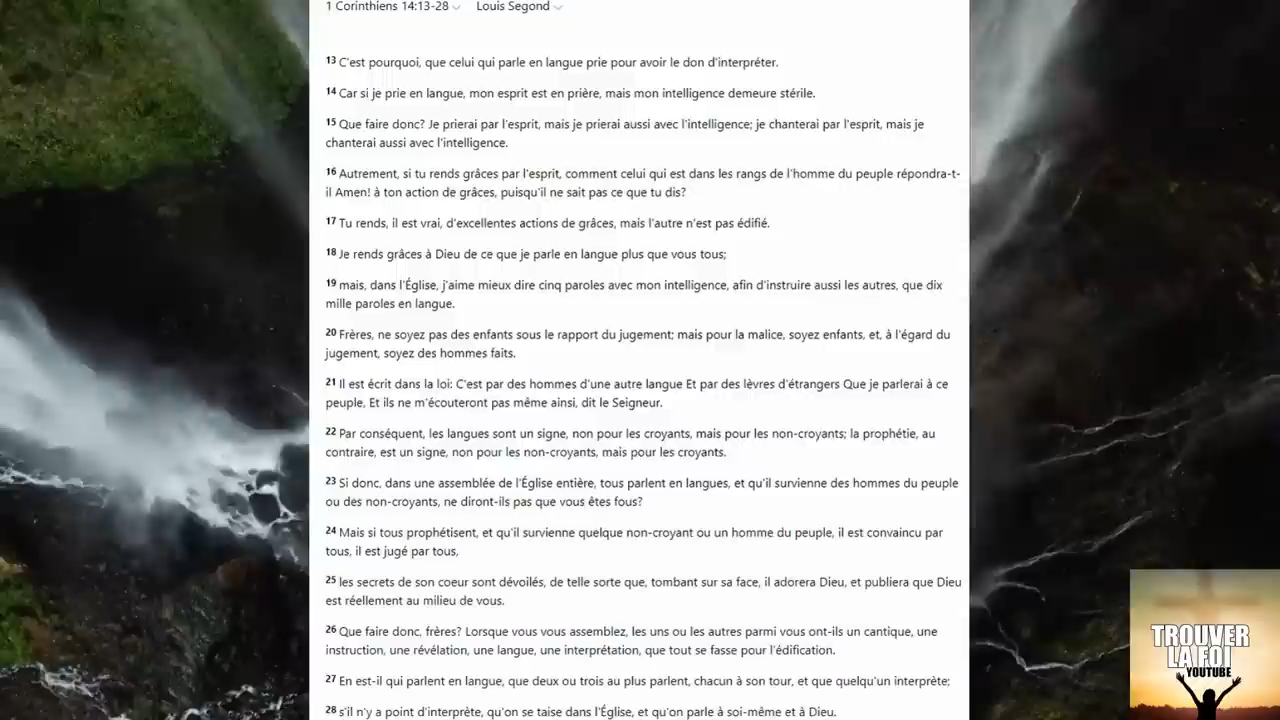 1 Corinthiens 14:13-28 Louis Segond
13 C'est pourquoi, que celui qui parle en langue prie pour avoir le don d'interpréter.
14 Car si je prie en langue, mon esprit est en prière, mais mon intelligence demeure stérile.
15 Que faire donc? Je prierai par l'esprit, mais je prierai aussi avec l'intelligence; je chanterai par l'esprit, mais je
chanterai aussi avec l'intelligence.
16 Autrement, si tu rends grâces par l'esprit, comment celui qui est dans les rangs de l'homme du peuple répondra-t-
il Amen! à ton action de grâces, puisqu'il ne sait pas ce que tu dis?
17 Tu rends, il est vrai, d'excellentes actions de grâces, mais l'autre n'est pas édifié.
18 Je rends grâces à Dieu de ce que je parle en langue plus que vous tous;
19 mais, dans l'Église, j'aime mieux dire cinq paroles avec mon intelligence, afin d'instruire aussi les autres, que dix
mille paroles en langue.
20 Frères, ne soyez pas des enfants sous le rapport du jugement; mais pour la malice, soyez enfants, et, à l'égard du
jugement, soyez des hommes faits.
21 Il est écrit dans la loi: C'est par des hommes d'une autre langue Et par des lèvres d'étrangers Que je parlerai à ce
peuple, Et ils ne m'écouteront pas même ainsi, dit le Seigneur.
22 Par conséquent, les langues sont un signe, non pour les croyants, mais pour les non-croyants; la prophétie, au
contraire, est un signe, non pour les non-croyants, mais pour les croyants.
23 Si donc, dans une assemblée de l'Église entière, tous parlent en langues, et qu'il survienne des hommes du peuple
ou des non-croyants, ne diront-ils pas que vous êtes fous?
24 Mais si tous prophétisent, et qu'il survienne quelque non-croyant ou un homme du peuple, il est convaincu par
tous, il est jugé par tous,
25 les secrets de son coeur sont dévoilés, de telle sorte que, tombant sur sa face, il adorera Dieu, et publiera que Dieu
est réellement au milieu de vous.
26 Que faire donc, frères? Lorsque vous vous assemblez, les uns ou les autres parmi vous ont-ils un cantique, une
instruction, une révélation, une langue, une interprétation, que tout se fasse pour l'édification.
27 En est-il qui parlent en langue, que deux ou trois au plus parlent, chacun à son tour, et que quelqu'un interprète;
28 s'il n'y a point d'interprète, qu'on se taise dans l'Église, et qu'on parle à soi-même et à Dieu.
TROUVER
LA FOI
YOUTUBE